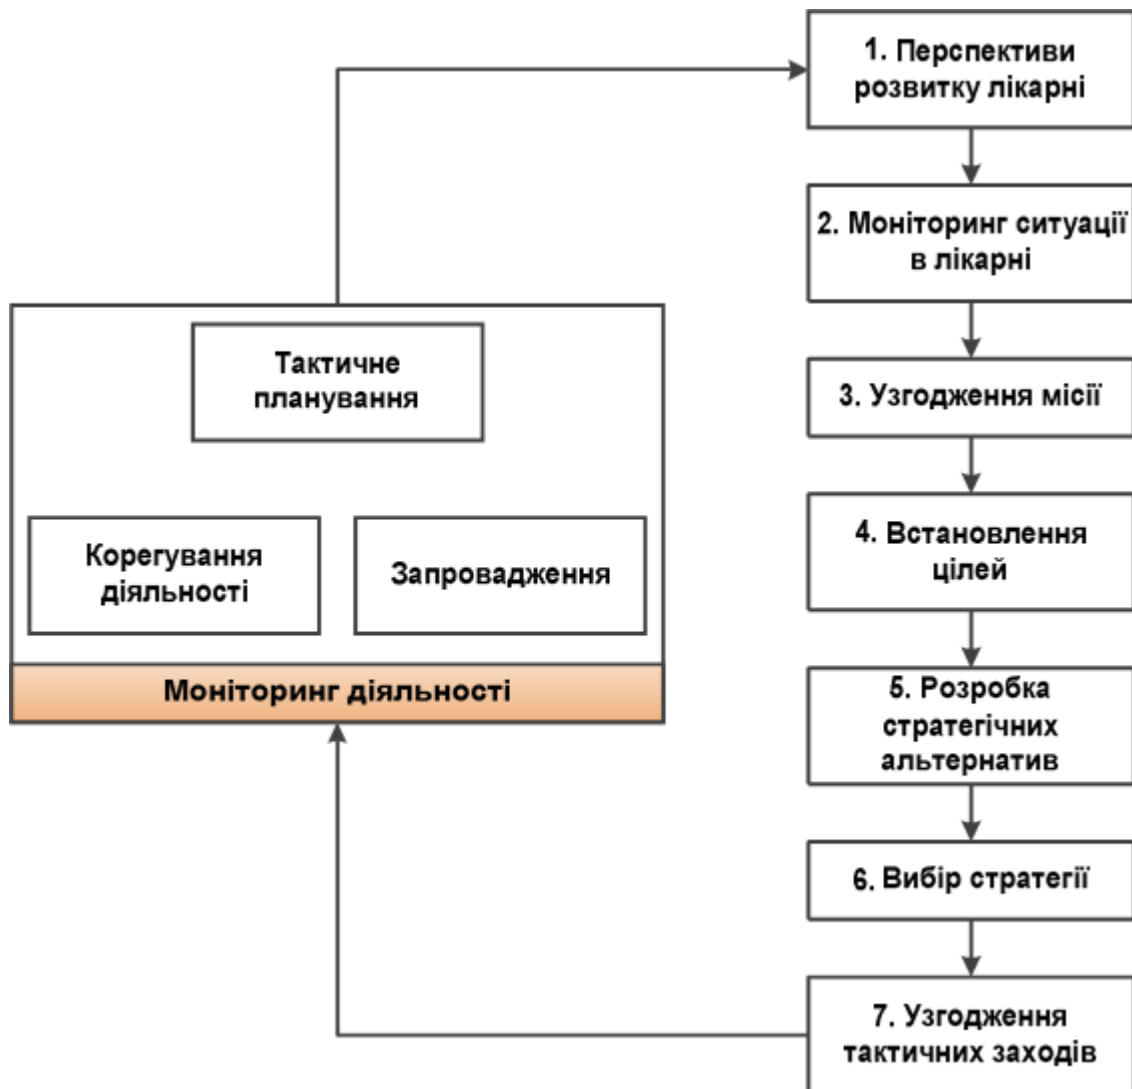 1. Перспективи
розвитку лікарні
2. Моніторинг ситуації
в лікарні
3. Узгодження місії
4. Встановлення
цілей
5. Розробка
стратегічних
альтернатив
6. Вибір стратегії
7. Узгодження
тактичних заходів
Тактичне
планування
Корегування
діяльності
Запровадження
Моніторинг діяльності